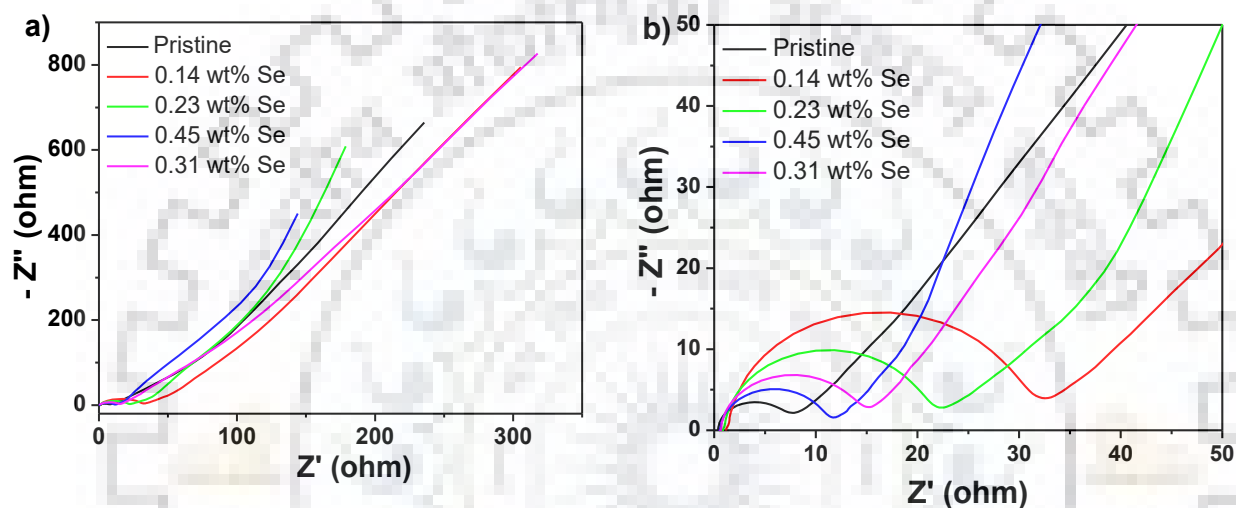 a)
Pristine
0.14 wt% Se
0.23 wt% Se
0.45 wt% Se
0.31 wt% Se
800
600
400
200
0
- Z" (ohm)
0 100 200 300
Z' (ohm)
b)
Pristine
0.14 wt% Se
0.23 wt% Se
0.45 wt% Se
0.31 wt% Se
50
40
30
20
10
0
- Z" (ohm)
0 10 20 30 40 50
Z' (ohm)